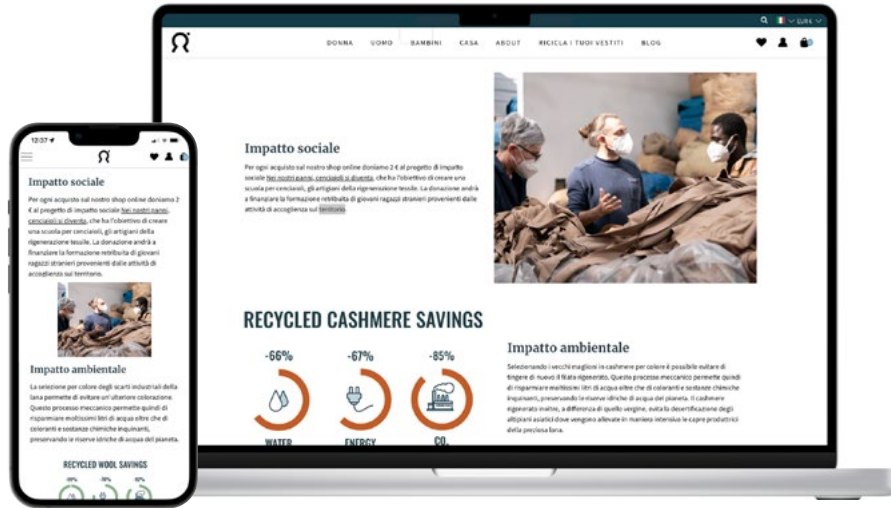 EUR €
DONNA UOMO BAMBINI CASA ABOUT RICICLA I TUOI VESTITI BLOG
Impatto sociale
Per ogni acquisto sul nostro shop online doniamo 2 € al progetto di impatto
sociale Nei nostri panni, cenciaioli si diventa, che ha l'obiettivo di creare una
scuola per cenciaioli, gli artigiani della rigenerazione tessile. La donazione andrà
a finanziare la formazione retribuita di giovani ragazzi stranieri provenienti dalle
attività di accoglienza sul territorio.
RECYCLED CASHMERE SAVINGS
-66% -67% -85%
WATER ENERGY CO₂
Impatto ambientale
Selezionando i vecchi maglioni in cashmere per colore è possibile evitare di
tingere di nuovo il filato rigenerato. Questo processo meccanico permette quindi
di risparmiare moltissimi litri di acqua oltre che di coloranti e sostanze chimiche
inquinanti, preservando le riserve idriche di acqua del pianeta. Il cashmere
rigenerato inoltre, a differenza di quello vergine, evita la desertificazione degli
altipiani asiatici dove vengono allevate in maniera intensiva le capre produttrici
della preziosa lana.
12:37
Impatto sociale
Per ogni acquisto sul nostro shop online doniamo 2
€ al progetto di impatto sociale Nei nostri panni,
cenciaioli si diventa, che ha l'obiettivo di creare
una scuola per cenciaioli, gli artigiani della
rigenerazione tessile. La donazione andrà a
finanziare la formazione retribuita di giovani
ragazzi stranieri provenienti dalle attività di
accoglienza sul territorio.
Impatto ambientale
La selezione per colore degli scarti industriali della
lana permette di evitare un'ulteriore colorazione.
Questo processo meccanico permette quindi di
risparmiare moltissimi litri di acqua oltre che di
coloranti e sostanze chimiche inquinanti,
preservando le riserve idriche di acqua del pianeta.
RECYCLED WOOL SAVINGS